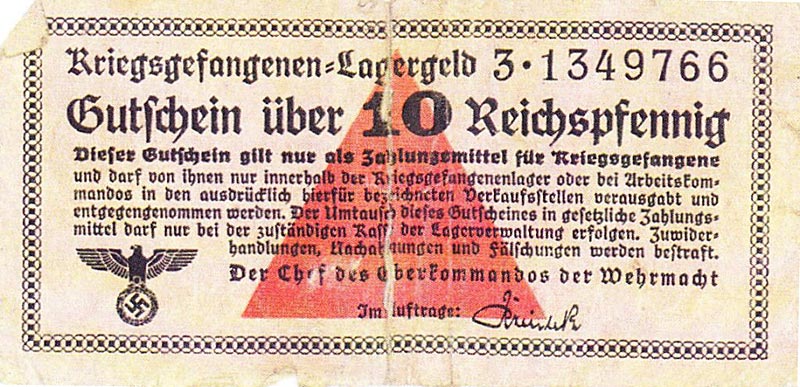 Kriegsgefangenen=Lagergeld 3·1349766
Gutschein über 10 Reichspfennig
Dieser Gutschein gilt nur als Zahlungsmittel für Kriegsgefangene
und darf von ihnen nur innerhalb der Kriegsgefangenenlager oder bei Arbeitskom-
mandos in den ausdrücklich hierfür bezeichneten Verkaufsstellen verausgabt und
entgegengenommen werden. Der Umtausch dieses Gutscheines in gesetzliche Zahlungs-
mittel darf nur bei der zuständigen Kasse der Lagerverwaltung erfolgen. Zuwider-
handlungen, Nachahmungen und Fälschungen werden bestraft.
Der Chef des Oberkommandos der Wehrmacht
Im Auftrage: